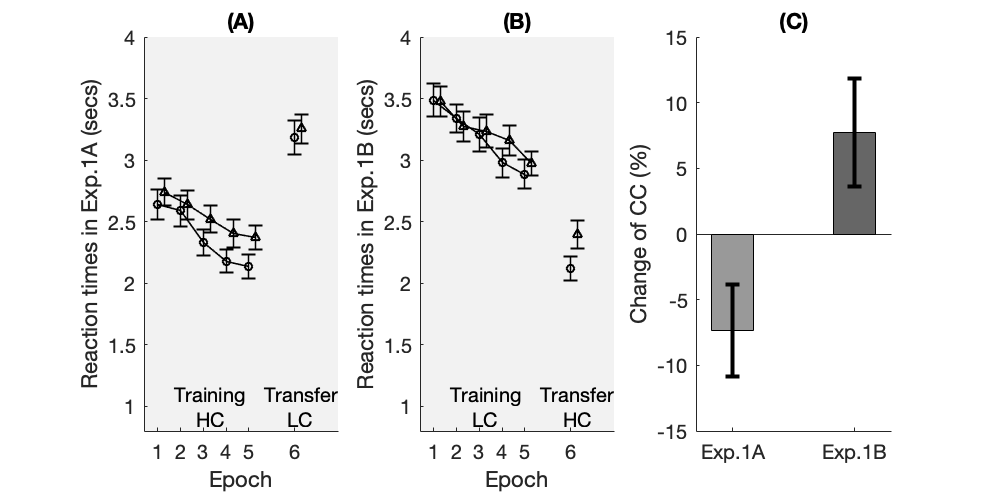 (A)
Reaction times in Exp.1A (secs)
4
3.5
3
2.5
2
1.5
1
Training Transfer
HC LC
1 2 3 4 5 6
Epoch
(B)
Reaction times in Exp.1B (secs)
4
3.5
3
2.5
2
1.5
1
Training Transfer
LC HC
1 2 3 4 5 6
Epoch
(C)
Change of CC (%)
15
10
5
0
-5
-10
-15
Exp.1A Exp.1B